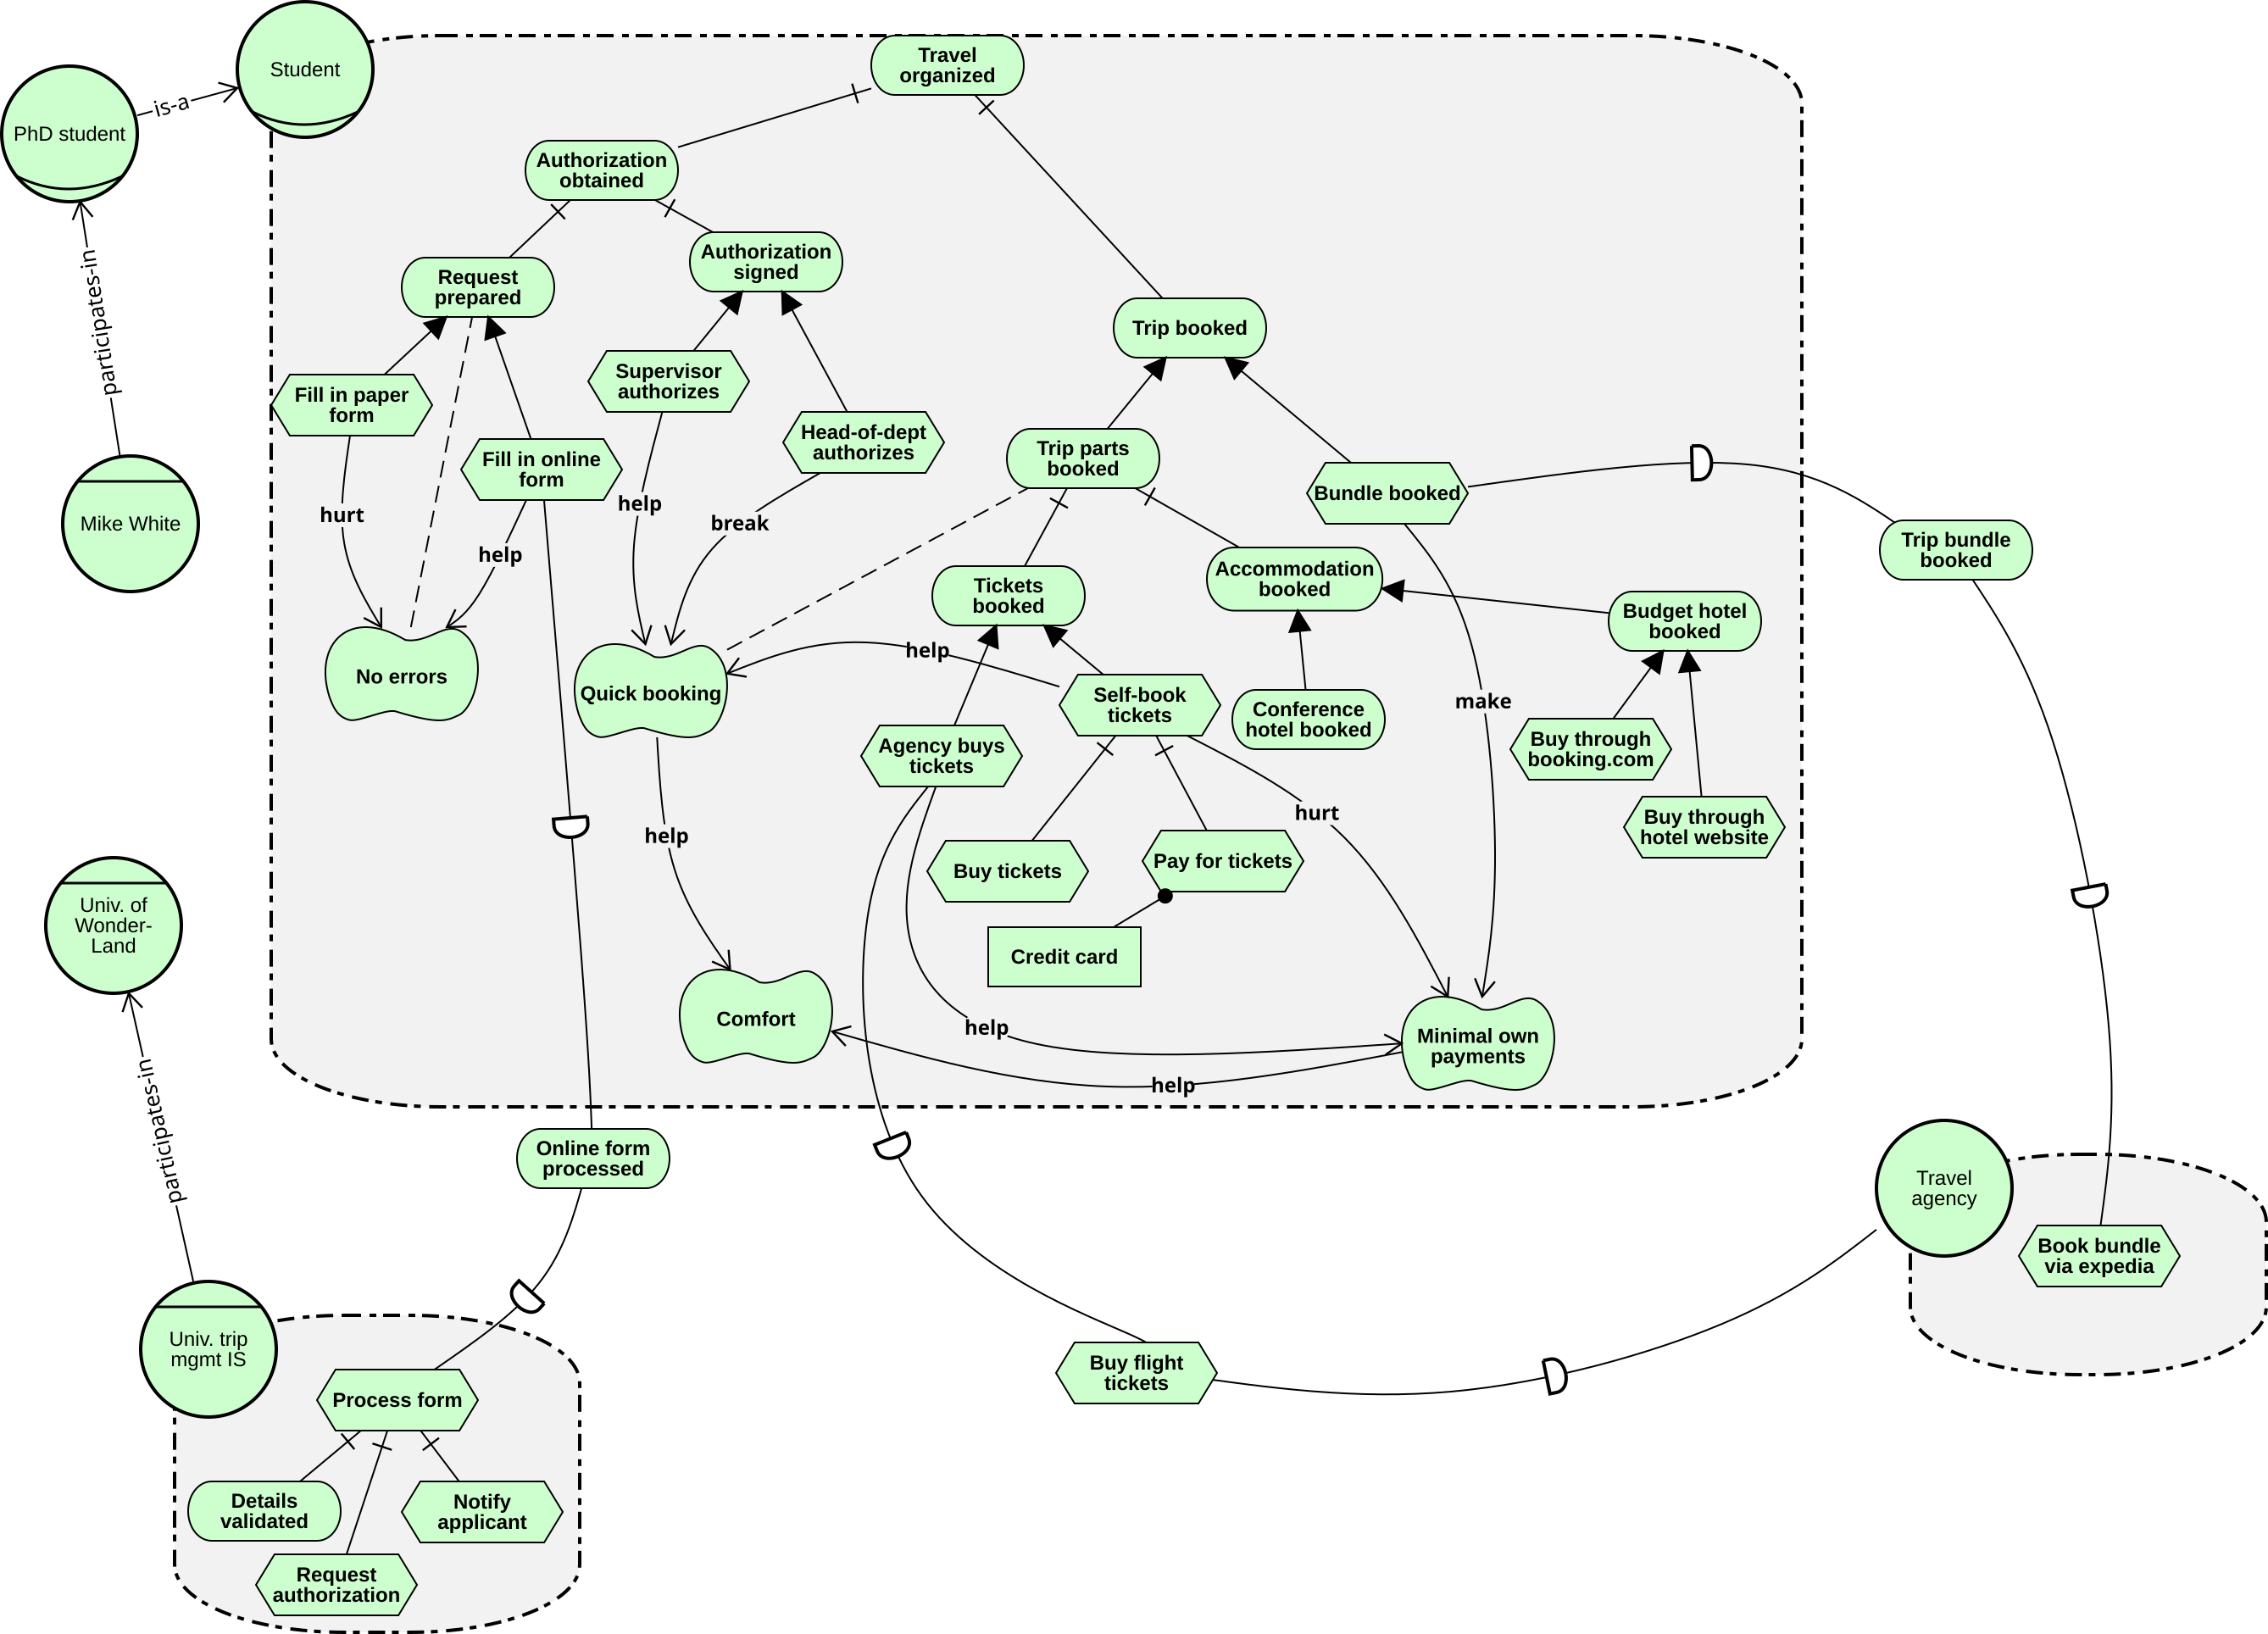 Student
PhD student
is-a
participates-in
Mike White
Travel
organized
Authorization
obtained
Request
prepared
Authorization
signed
Trip booked
Fill in paper
form
Supervisor
authorizes
Head-of-dept
authorizes
Fill in online
form
Trip parts
booked
Bundle booked
hurt
help
help
break
Trip bundle
booked
Tickets
booked
Accommodation
booked
Budget hotel
booked
No errors
Quick booking
help
Self-book
tickets
Conference
hotel booked
make
Buy through
booking.com
Agency buys
tickets
Buy through
hotel website
help
hurt
Buy tickets
Pay for tickets
Credit card
Comfort
help
Minimal own
payments
help
Univ. of
Wonder-
Land
participates-in
Online form
processed
Travel
agency
Book bundle
via expedia
Univ. trip
mgmt IS
Buy flight
tickets
Process form
Details
validated
Notify
applicant
Request
authorization